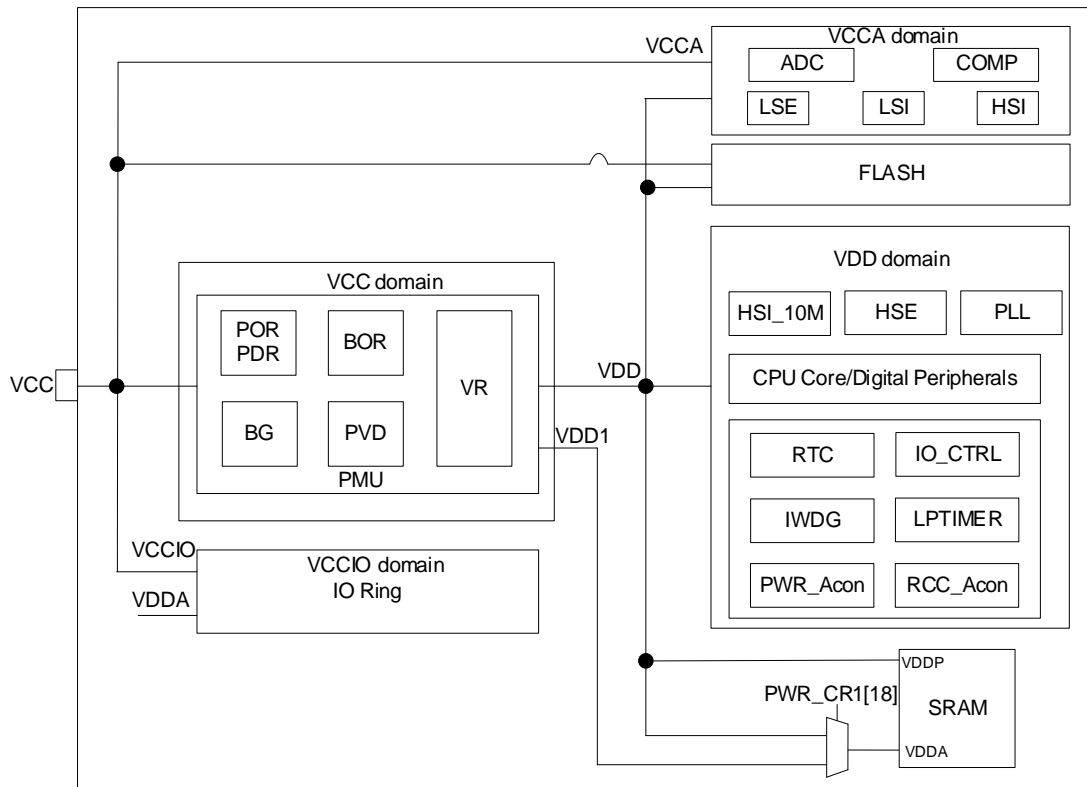 VCCA domain
VCCA
ADC
COMP
LSE
LSI
HSI
FLASH
VCC domain
VDD domain
HSI_10M
HSE
PLL
POR
PDR
BOR
VR
VCC
VDD
CPU Core/Digital Peripherals
BG
PVD
VDD1
PMU
RTC
IO_CTRL
IWDG
LPTIMER
VCCIO
VCCIO domain
IO Ring
VDDA
PWR_Acon
RCC_Acon
VDDP
PWR_CR1[18]
SRAM
VDDA